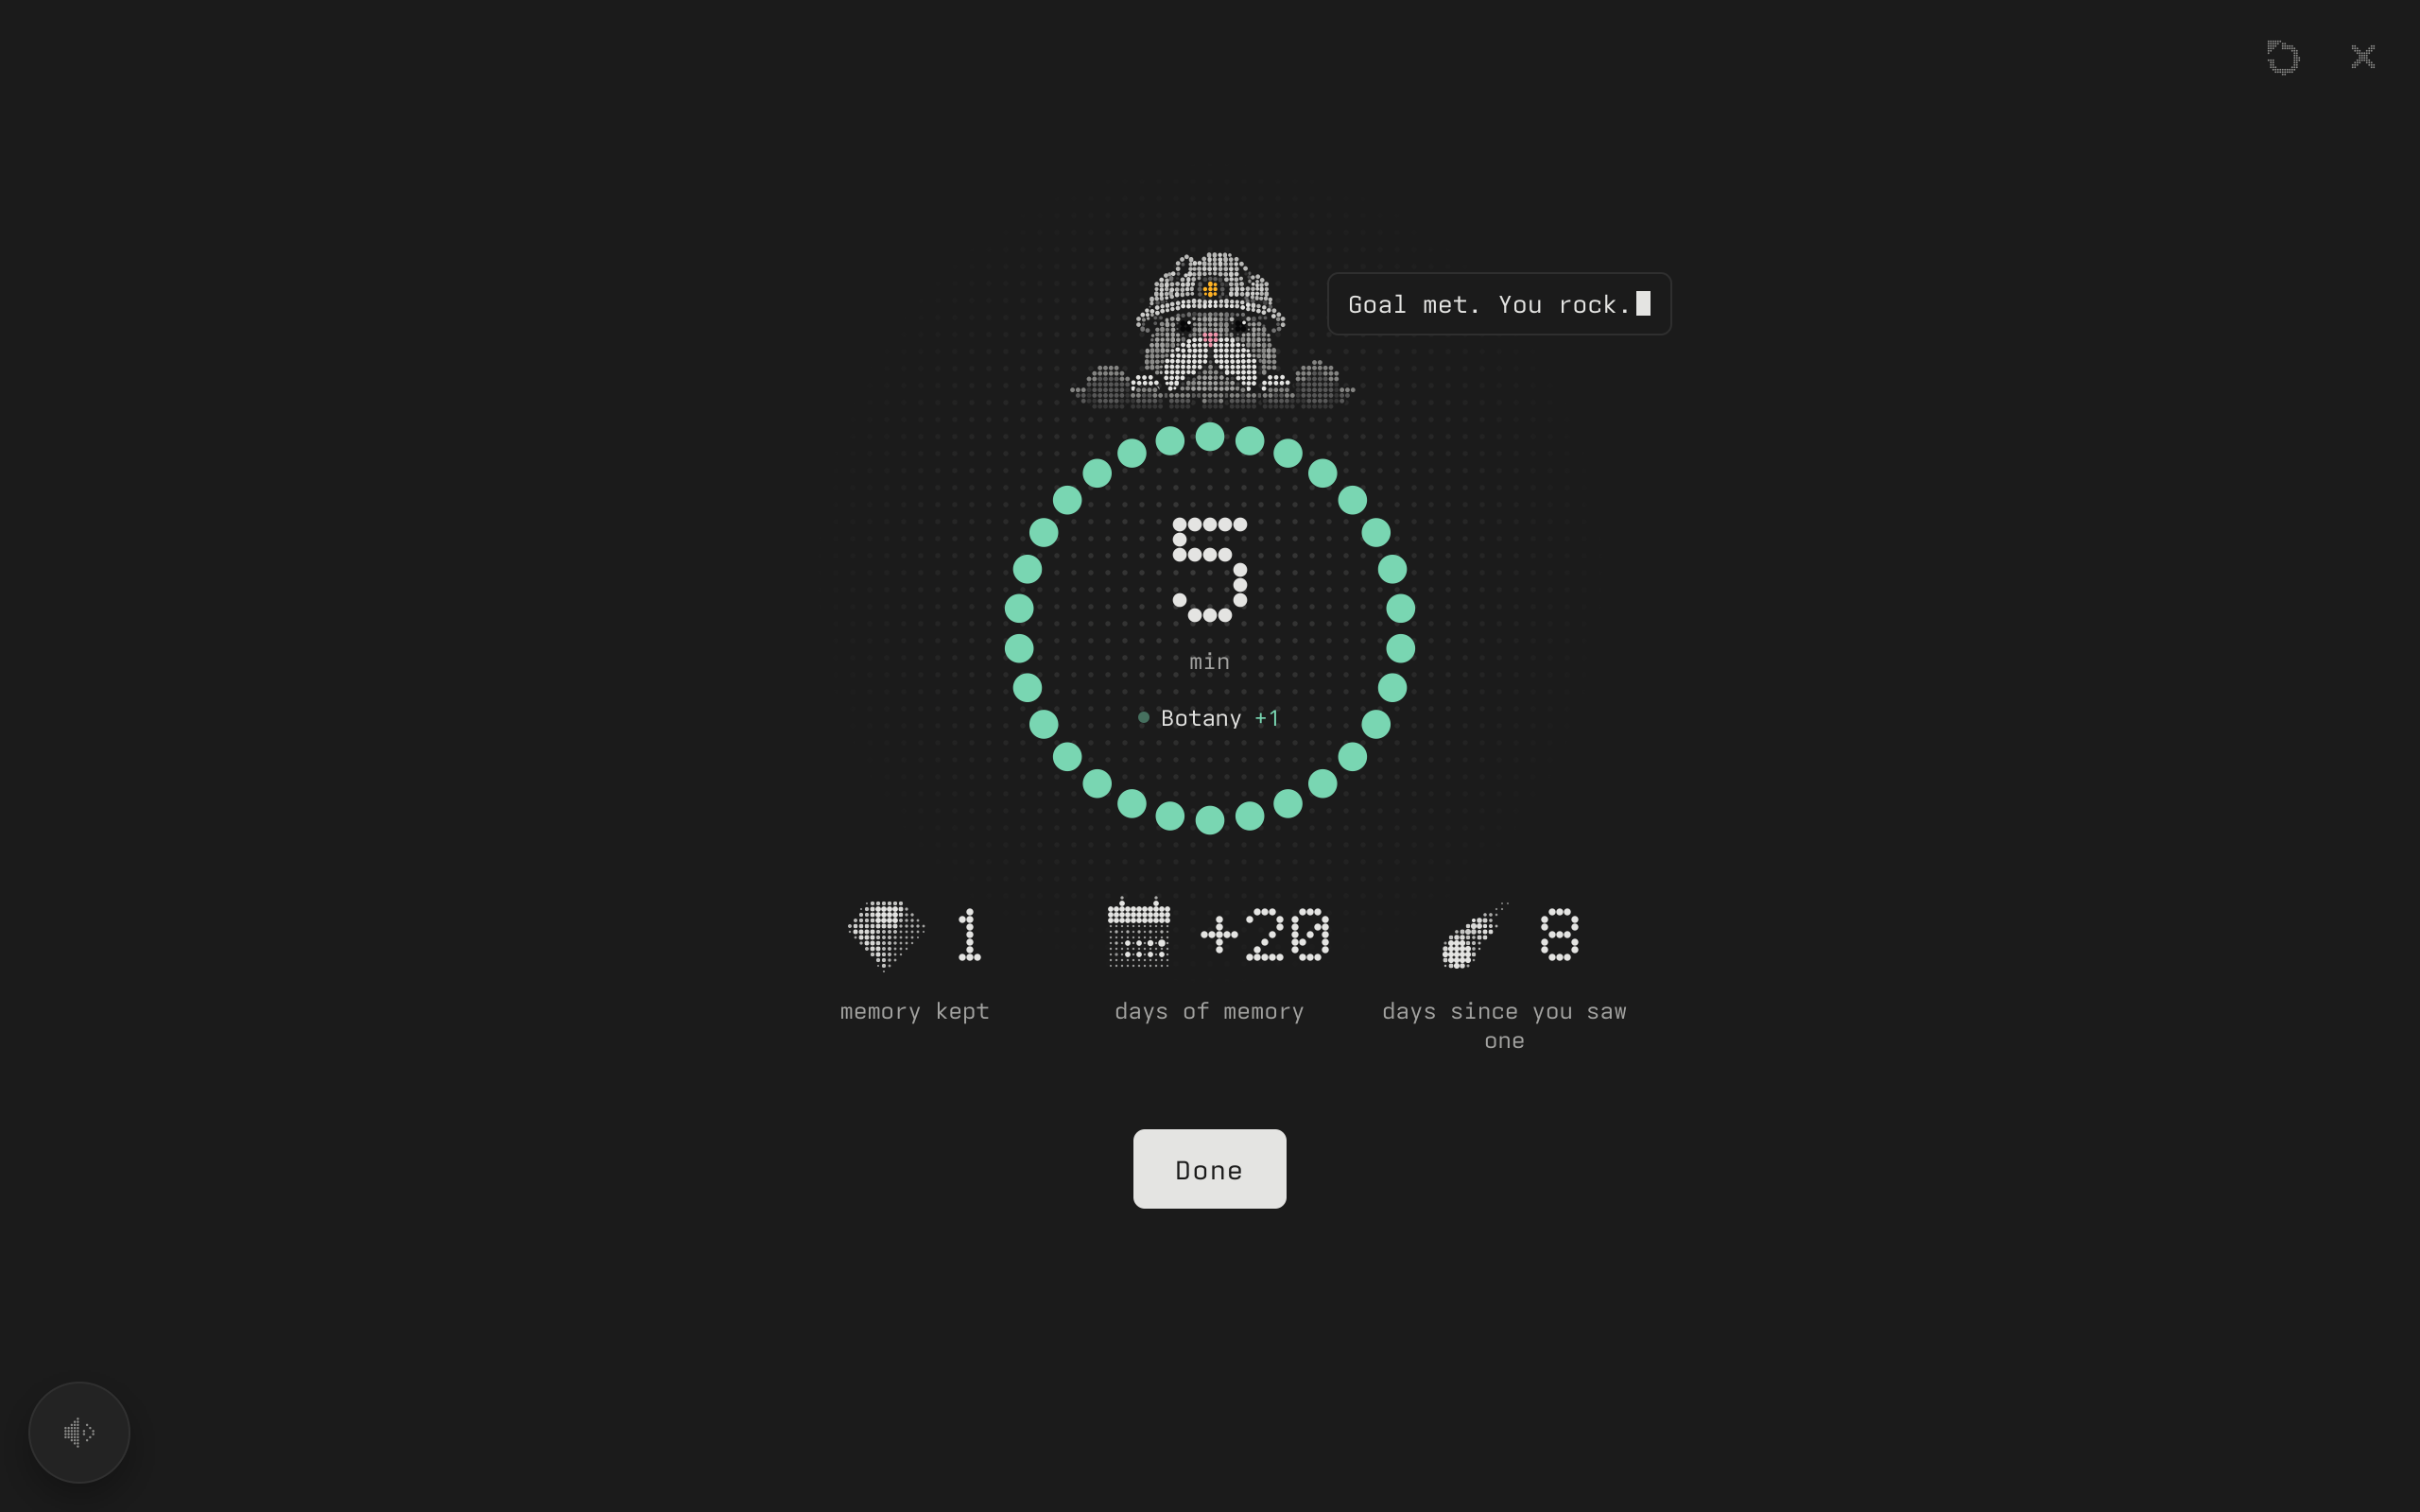 Goal met. You rock.
5
min
Botany +1
1
+20
8
memory kept
days of memory
days since you saw
one
Done